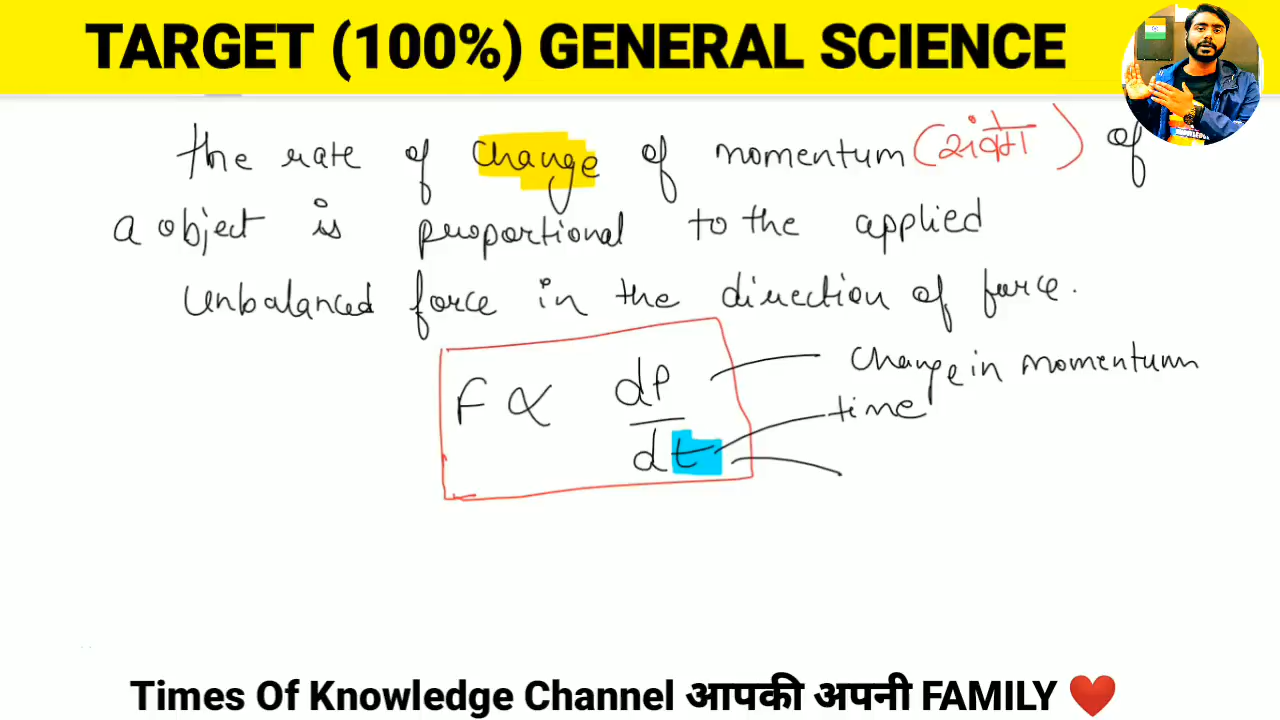 TARGET (100%) GENERAL SCIENCE
The rate of change of momentum (संवेग) of
a object is proportional to the applied
unbalanced force in the direction of force.
F ∝ dP/dt
change in momentum
time
Times Of Knowledge Channel आपकी अपनी FAMILY ❤️